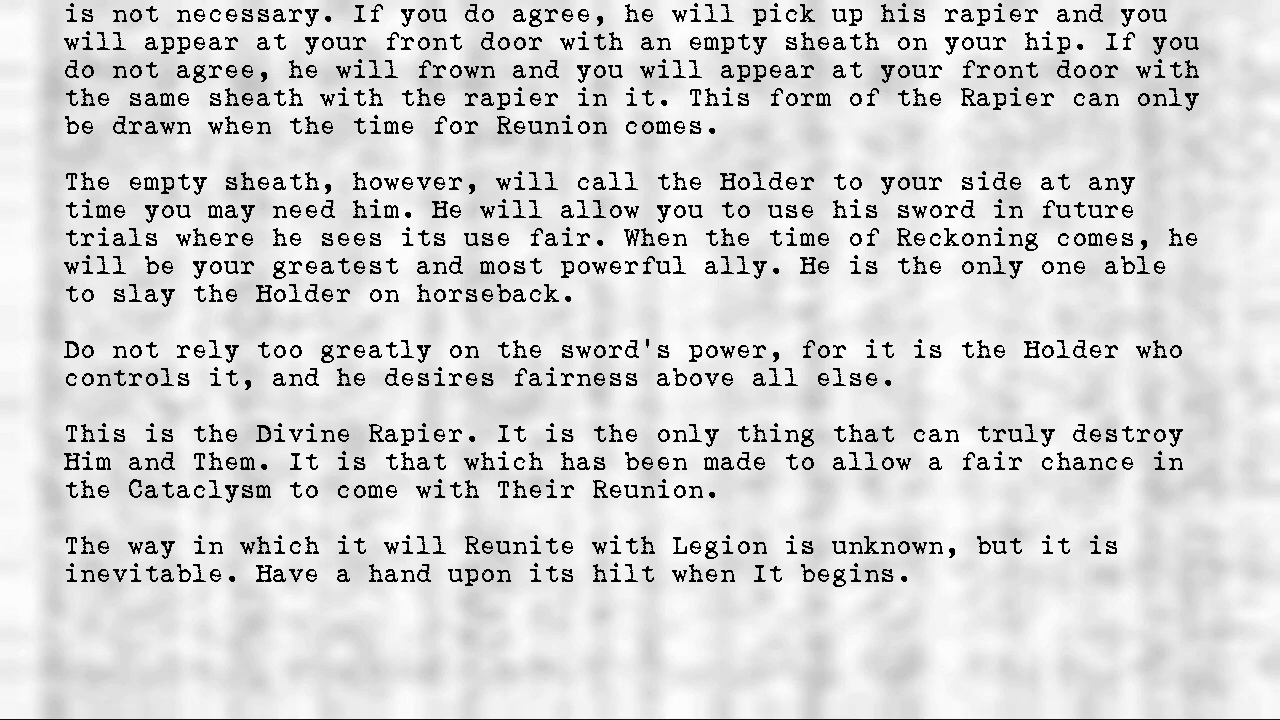 is not necessary. If you do agree, he will pick up his rapier and you
will appear at your front door with an empty sheath on your hip. If you
do not agree, he will frown and you will appear at your front door with
the same sheath with the rapier in it. This form of the Rapier can only
be drawn when the time for Reunion comes.
The empty sheath, however, will call the Holder to your side at any
time you may need him. He will allow you to use his sword in future
trials where he sees its use fair. When the time of Reckoning comes, he
will be your greatest and most powerful ally. He is the only one able
to slay the Holder on horseback.
Do not rely too greatly on the sword's power, for it is the Holder who
controls it, and he desires fairness above all else.
This is the Divine Rapier. It is the only thing that can truly destroy
Him and Them. It is that which has been made to allow a fair chance in
the Cataclysm to come with Their Reunion.
The way in which it will Reunite with Legion is unknown, but it is
inevitable. Have a hand upon its hilt when It begins.